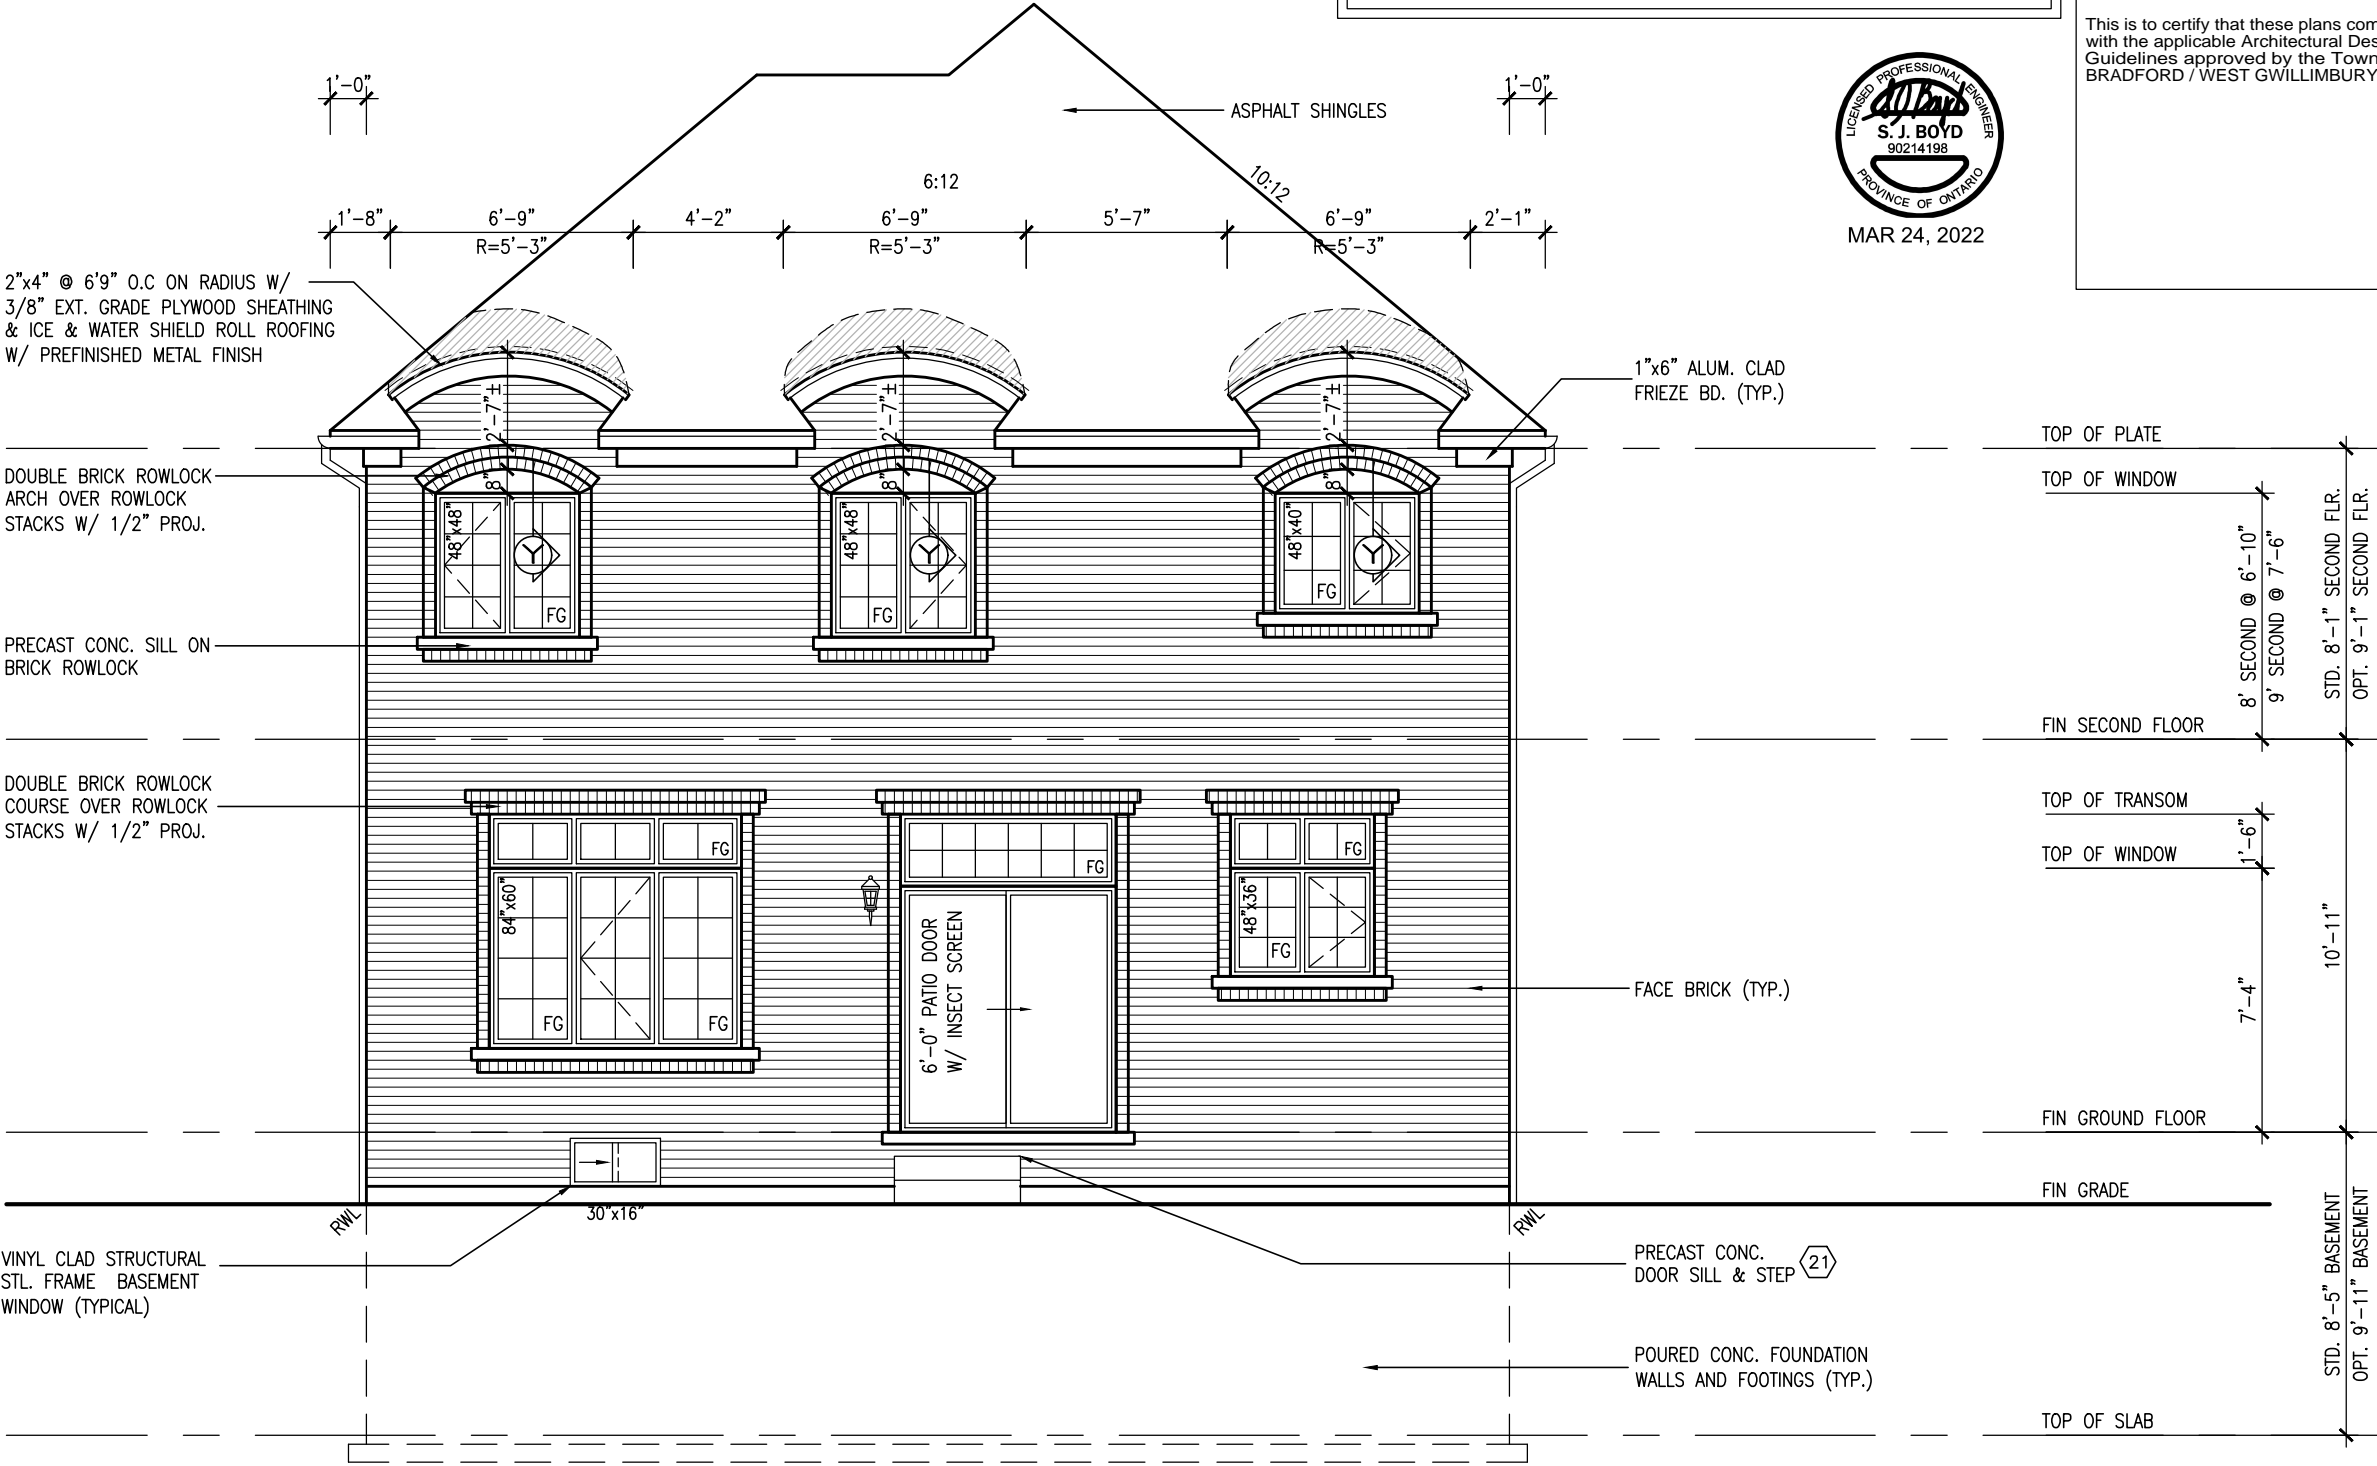 This is to certify that these plans com
with the applicable Architectural Des
Guidelines approved by the Town
BRADFORD / WEST GWILLIMBURY
LICENSED PROFESSIONAL ENGINEER
S. J. BOYD
90214198
PROVINCE OF ONTARIO
MAR 24, 2022
1'-0"
1'-0"
ASPHALT SHINGLES
6:12
10:12
1'-8"
6'-9"
4'-2"
6'-9"
5'-7"
6'-9"
2'-1"
R=5'-3"
R=5'-3"
R=5'-3"
2"x4" @ 6'9" O.C ON RADIUS W/
3/8" EXT. GRADE PLYWOOD SHEATHING
& ICE & WATER SHIELD ROLL ROOFING
W/ PREFINISHED METAL FINISH
1"x6" ALUM. CLAD
FRIEZE BD. (TYP.)
2'-7"±
2'-7"±
2'-7"±
8"
8"
8"
DOUBLE BRICK ROWLOCK
ARCH OVER ROWLOCK
STACKS W/ 1/2" PROJ.
48"x48"
Y
FG
48"x48"
Y
FG
48"x40"
Y
FG
PRECAST CONC. SILL ON
BRICK ROWLOCK
TOP OF PLATE
TOP OF WINDOW
8' SECOND @ 6'-10"
9' SECOND @ 7'-6"
STD. 8'-1" SECOND FLR.
OPT. 9'-1" SECOND FLR.
FIN SECOND FLOOR
DOUBLE BRICK ROWLOCK
COURSE OVER ROWLOCK
STACKS W/ 1/2" PROJ.
TOP OF TRANSOM
1'-6"
TOP OF WINDOW
FG
FG
FG
84"x60"
FG
FG
6'-0" PATIO DOOR
W/ INSECT SCREEN
48"x36"
FG
FACE BRICK (TYP.)
10'-11"
7'-4"
FIN GROUND FLOOR
FIN GRADE
RWL
30"x16"
RWL
VINYL CLAD STRUCTURAL
STL. FRAME BASEMENT
WINDOW (TYPICAL)
PRECAST CONC.
DOOR SILL & STEP 21
POURED CONC. FOUNDATION
WALLS AND FOOTINGS (TYP.)
STD. 8'-5" BASEMENT
OPT. 9'-11" BASEMENT
TOP OF SLAB